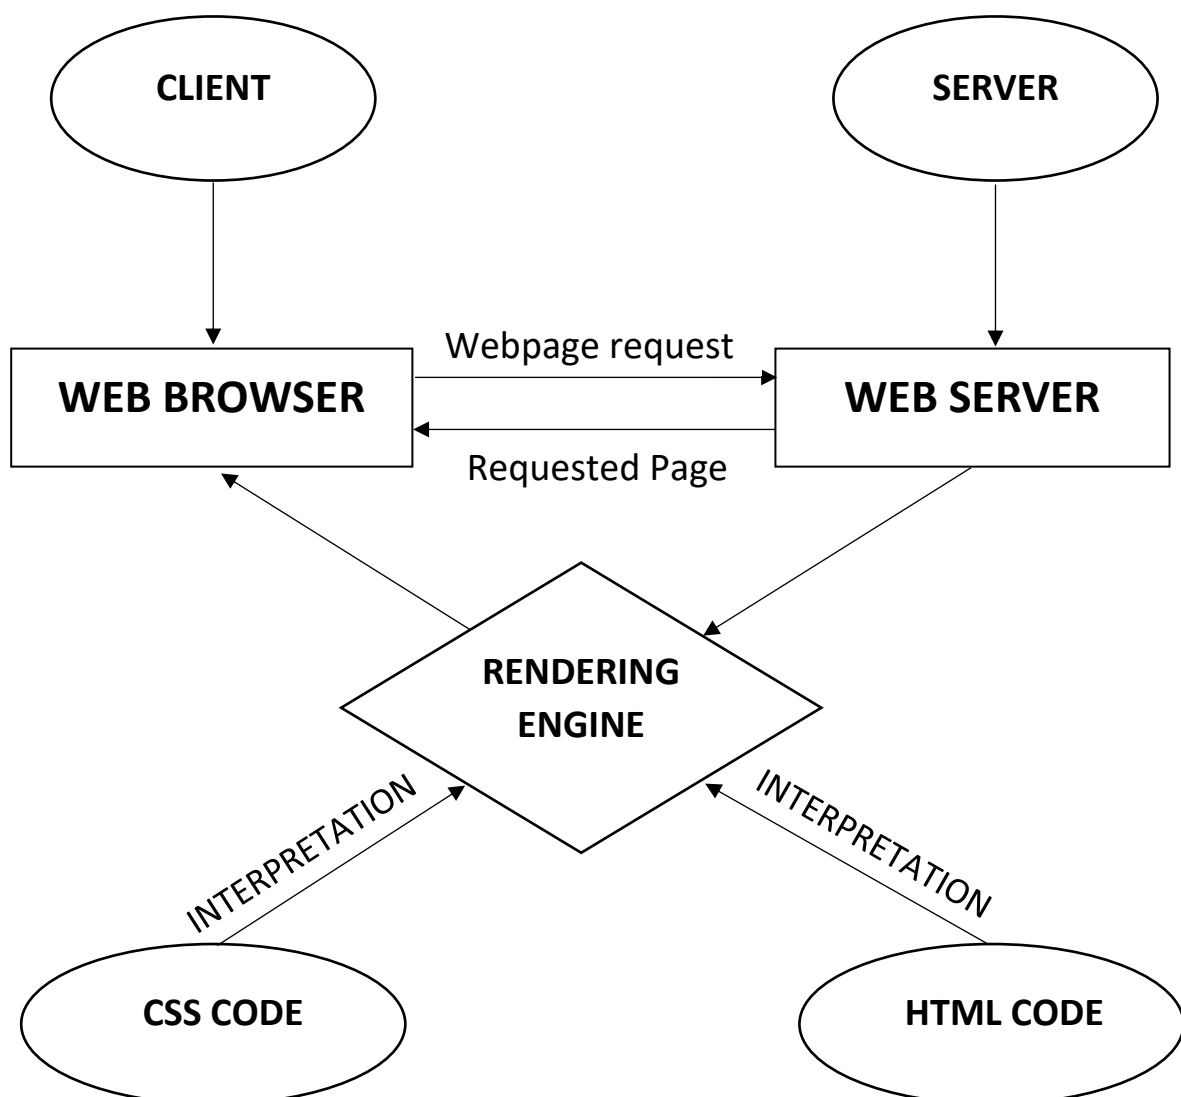 CLIENT
SERVER
Webpage request
WEB BROWSER
WEB SERVER
Requested Page
RENDERING
ENGINE
INTERPRETATION
INTERPRETATION
CSS CODE
HTML CODE